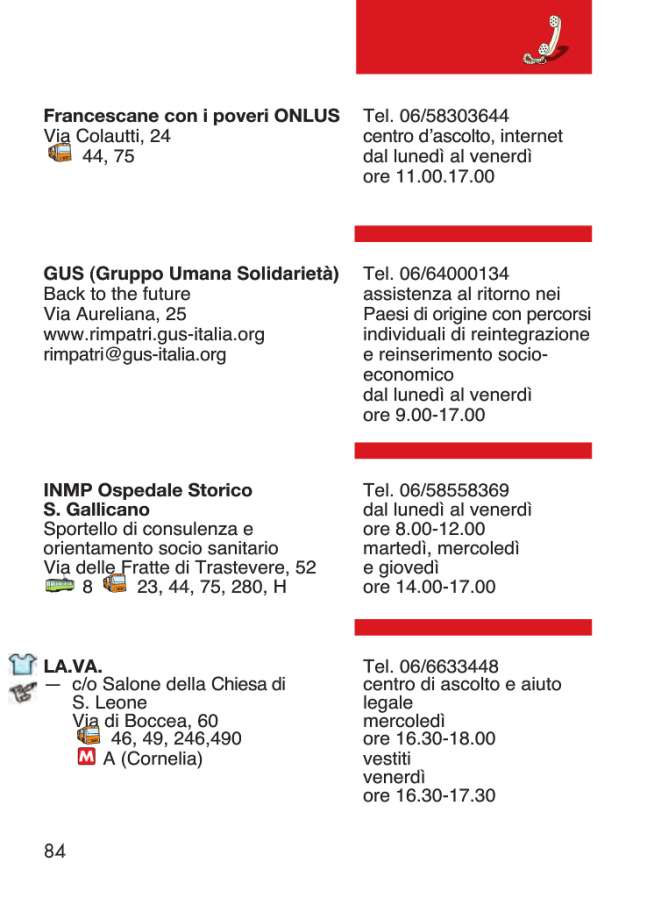 Francescane con i poveri ONLUS
Via Colautti, 24
44, 75
Tel. 06/58303644
centro d'ascolto, internet
dal lunedì al venerdì
ore 11.00.17.00
GUS (Gruppo Umana Solidarietà)
Back to the future
Via Aureliana, 25
www.rimpatri.gus-italia.org
rimpatri@gus-italia.org
Tel. 06/64000134
assistenza al ritorno nei
Paesi di origine con percorsi
individuali di reintegrazione
e reinserimento socio-
economico
dal lunedì al venerdì
ore 9.00-17.00
INMP Ospedale Storico
S. Gallicano
Sportello di consulenza e
orientamento socio sanitario
Via delle Fratte di Trastevere, 52
8 23, 44, 75, 280, H
Tel. 06/58558369
dal lunedì al venerdì
ore 8.00-12.00
martedì, mercoledì
e giovedì
ore 14.00-17.00
LA.VA.
— c/o Salone della Chiesa di
S. Leone
Via di Boccea, 60
46, 49, 246,490
M A (Cornelia)
Tel. 06/6633448
centro di ascolto e aiuto
legale
mercoledì
ore 16.30-18.00
vestiti
venerdì
ore 16.30-17.30
84